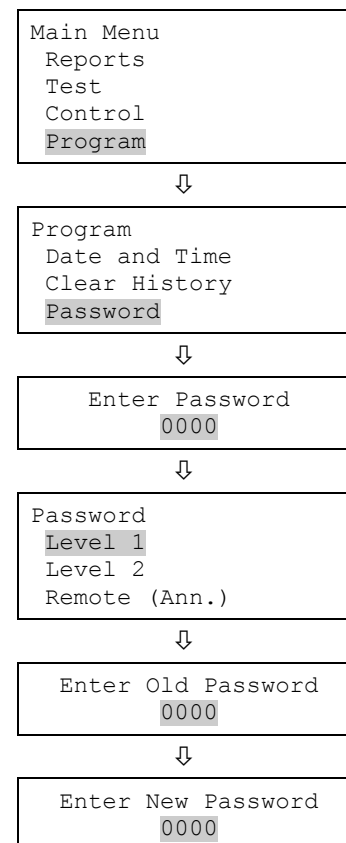 Main Menu
Reports
Test
Control
Program
⇩
Program
Date and Time
Clear History
Password
⇩
Enter Password
0000
⇩
Password
Level 1
Level 2
Remote (Ann.)
⇩
Enter Old Password
0000
⇩
Enter New Password
0000